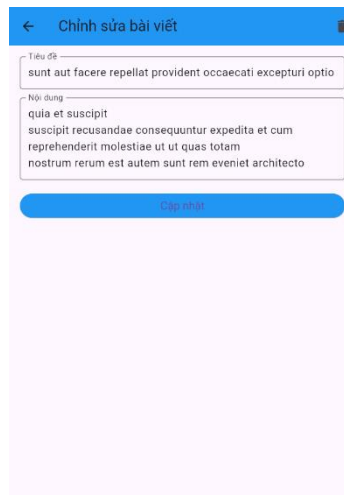 Chỉnh sửa bài viết
Tiêu đề
sunt aut facere repellat provident occaecati excepturi optio
Nội dung
quia et suscipit
suscipit recusandae consequuntur expedita et cum
reprehenderit molestiae ut ut quas totam
nostrum rerum est autem sunt rem eveniet architecto
Cập nhật